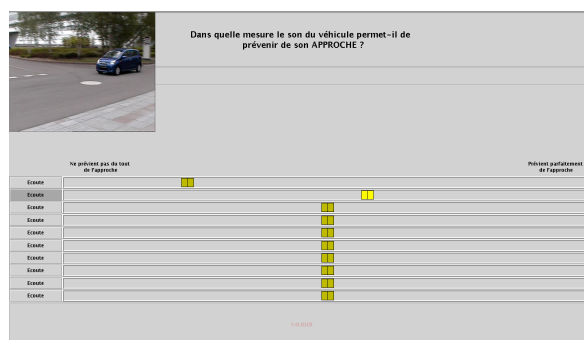 Dans quelle mesure le son du véhicule permet-il de
prévenir de son APPROCHE ?
Ne prévient pas du tout
de l'approche
Prévient parfaitement
de l'approche
Ecoute
Ecoute
Ecoute
Ecoute
Ecoute
Ecoute
Ecoute
Ecoute
Ecoute
Ecoute